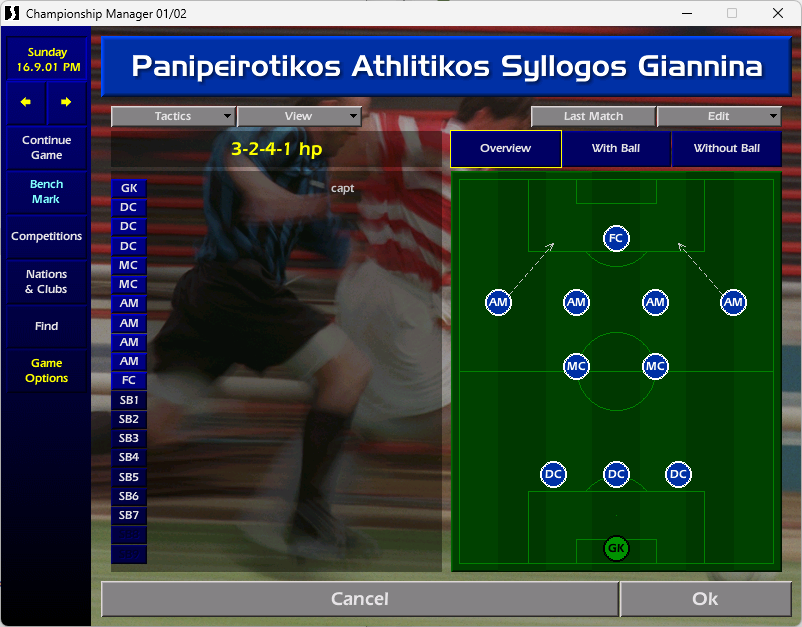 Championship Manager 01/02
Sunday
16.9.01 PM
Continue
Game
Bench
Mark
Competitions
Nations
& Clubs
Find
Game
Options
Panipeirotikos Athlitikos Syllogos Giannina
Tactics
View
Last Match
Edit
3-2-4-1 hp
Overview
With Ball
Without Ball
GK
capt
DC
DC
DC
MC
MC
AM
AM
AM
AM
FC
SB1
SB2
SB3
SB4
SB5
SB6
SB7
FC
AM AM AM AM
MC MC
DC DC DC
GK
Cancel
Ok